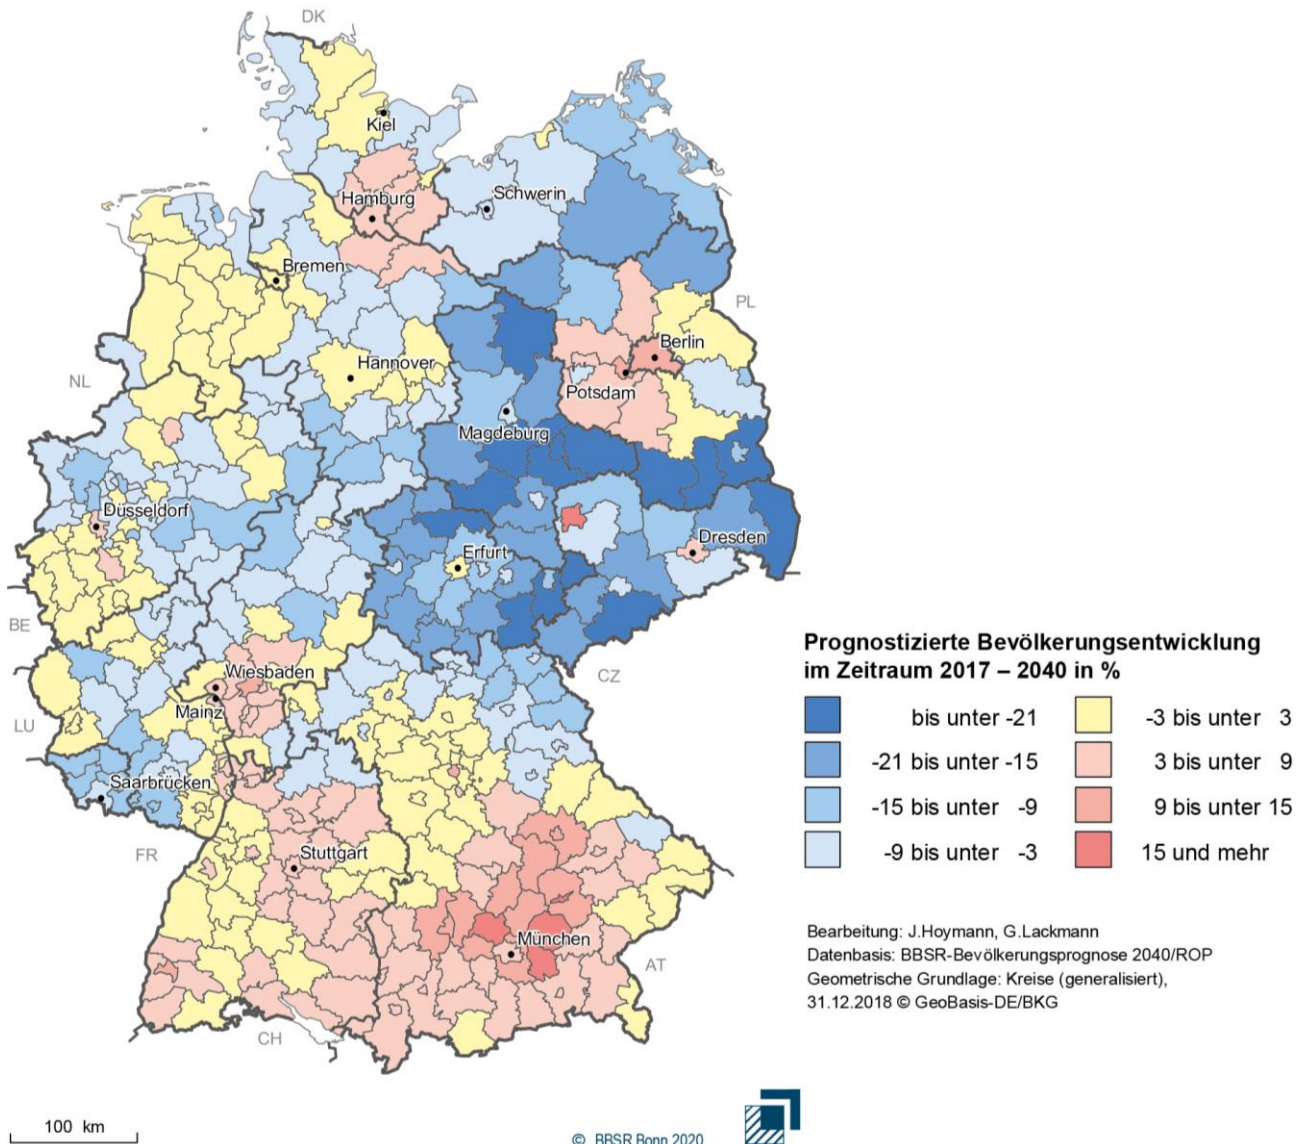 DK
Kiel
Hamburg
Schwerin
Bremen
PL
Berlin
Hannover
NL
Potsdam
Magdeburg
Düsseldorf
Dresden
Erfurt
BE
Wiesbaden
CZ
Mainz
LU
Saarbrücken
FR
Stuttgart
München
AT
CH
Prognostizierte Bevölkerungsentwicklung
im Zeitraum 2017 – 2040 in %
bis unter -21
-21 bis unter -15
-15 bis unter -9
-9 bis unter -3
-3 bis unter 3
3 bis unter 9
9 bis unter 15
15 und mehr
Bearbeitung: J.Hoymann, G.Lackmann
Datenbasis: BBSR-Bevölkerungsprognose 2040/ROP
Geometrische Grundlage: Kreise (generalisiert),
31.12.2018 © GeoBasis-DE/BKG
100 km
© BBSR Bonn 2020